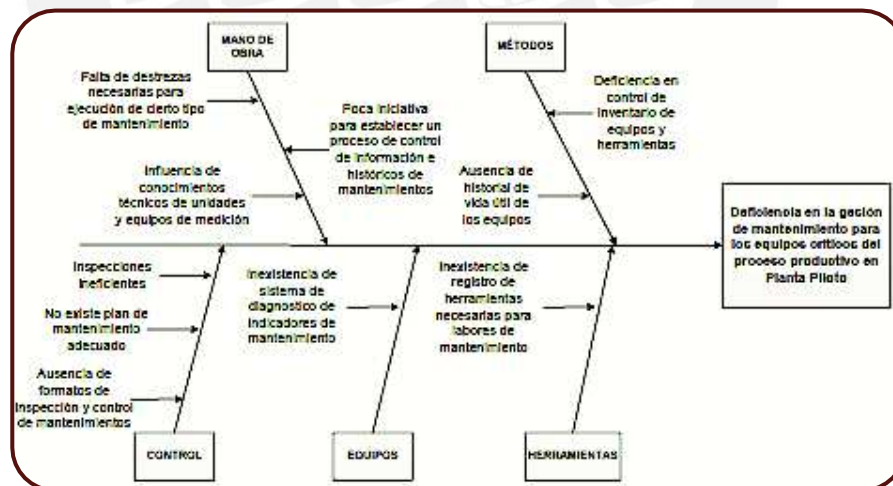 MANO DE
OBRA
MÉTODOS
Falta de destrezas
necesarias para
ejecución de cierto tipo
de mantenimiento
Poca iniciativa
para establecer un
proceso de control
de información e
históricos de
mantenimientos
Deficiencia en
control de
inventario de
equipos y
herramientas
Influencia de
conocimientos
técnicos de unidades
y equipos de medición
Ausencia de
historial de
vida útil de
los equipos
Deficiencia en la gestión
de mantenimiento para
los equipos críticos del
proceso productivo en
Planta Piloto
Inspecciones
ineficientes
No existe plan de
mantenimiento
adecuado
Ausencia de
formatos de
inspección y control
de mantenimientos
Inexistencia de
sistema de
diagnostico de
indicadores de
mantenimiento
Inexistencia de
registro de
herramientas
necesarias para
labores de
mantenimiento
CONTROL
EQUIPOS
HERRAMIENTAS